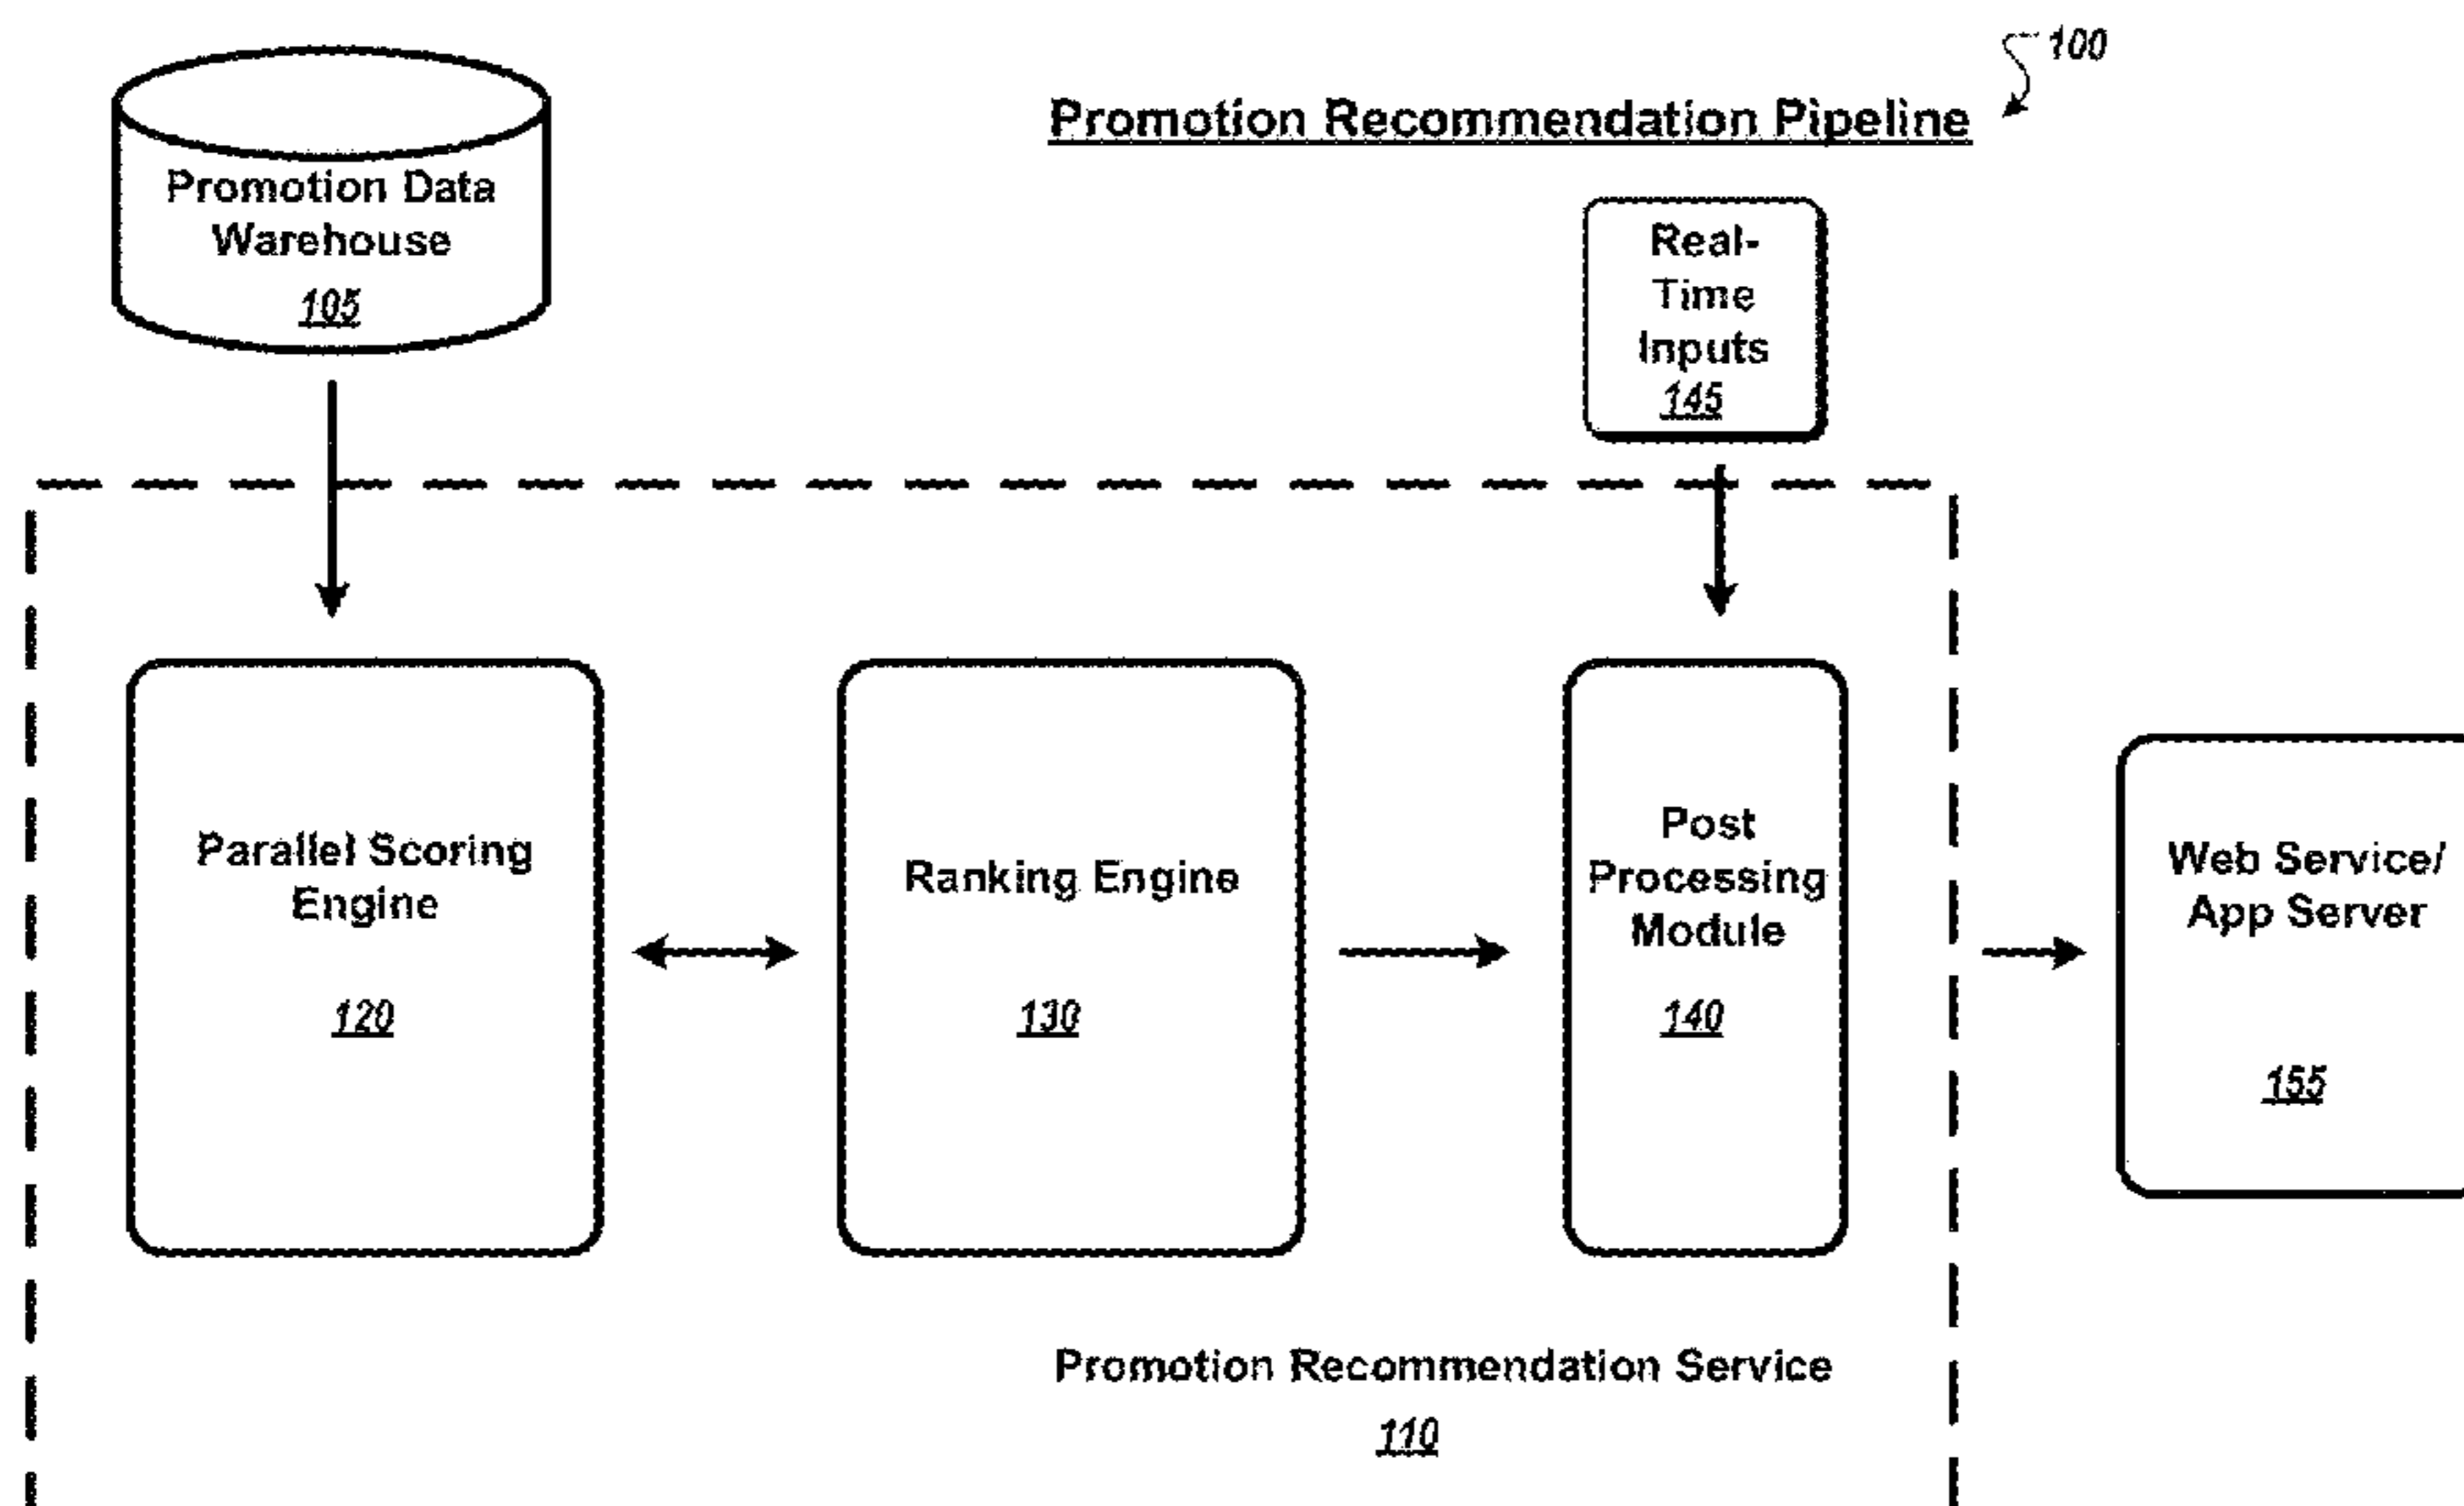 100
Promotion Recommendation Pipeline
Promotion Data
Warehouse
105
Real-
Time
Inputs
145
Parallel Scoring
Engine
120
Ranking Engine
130
Post
Processing
Module
140
Web Service/
App Server
155
Promotion Recommendation Service
110